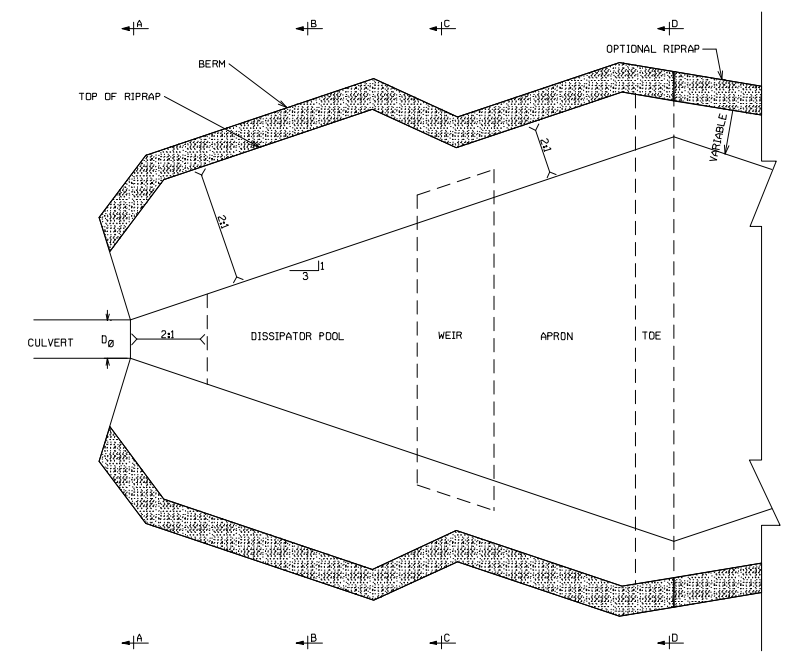 A B C D
OPTIONAL RIPRAP
BERM
TOP OF RIPRAP
VARIABLE
2:1
2:1
1
3
2:1
CULVERT DØ DISSIPATOR POOL WEIR APRON TOE
A B C D